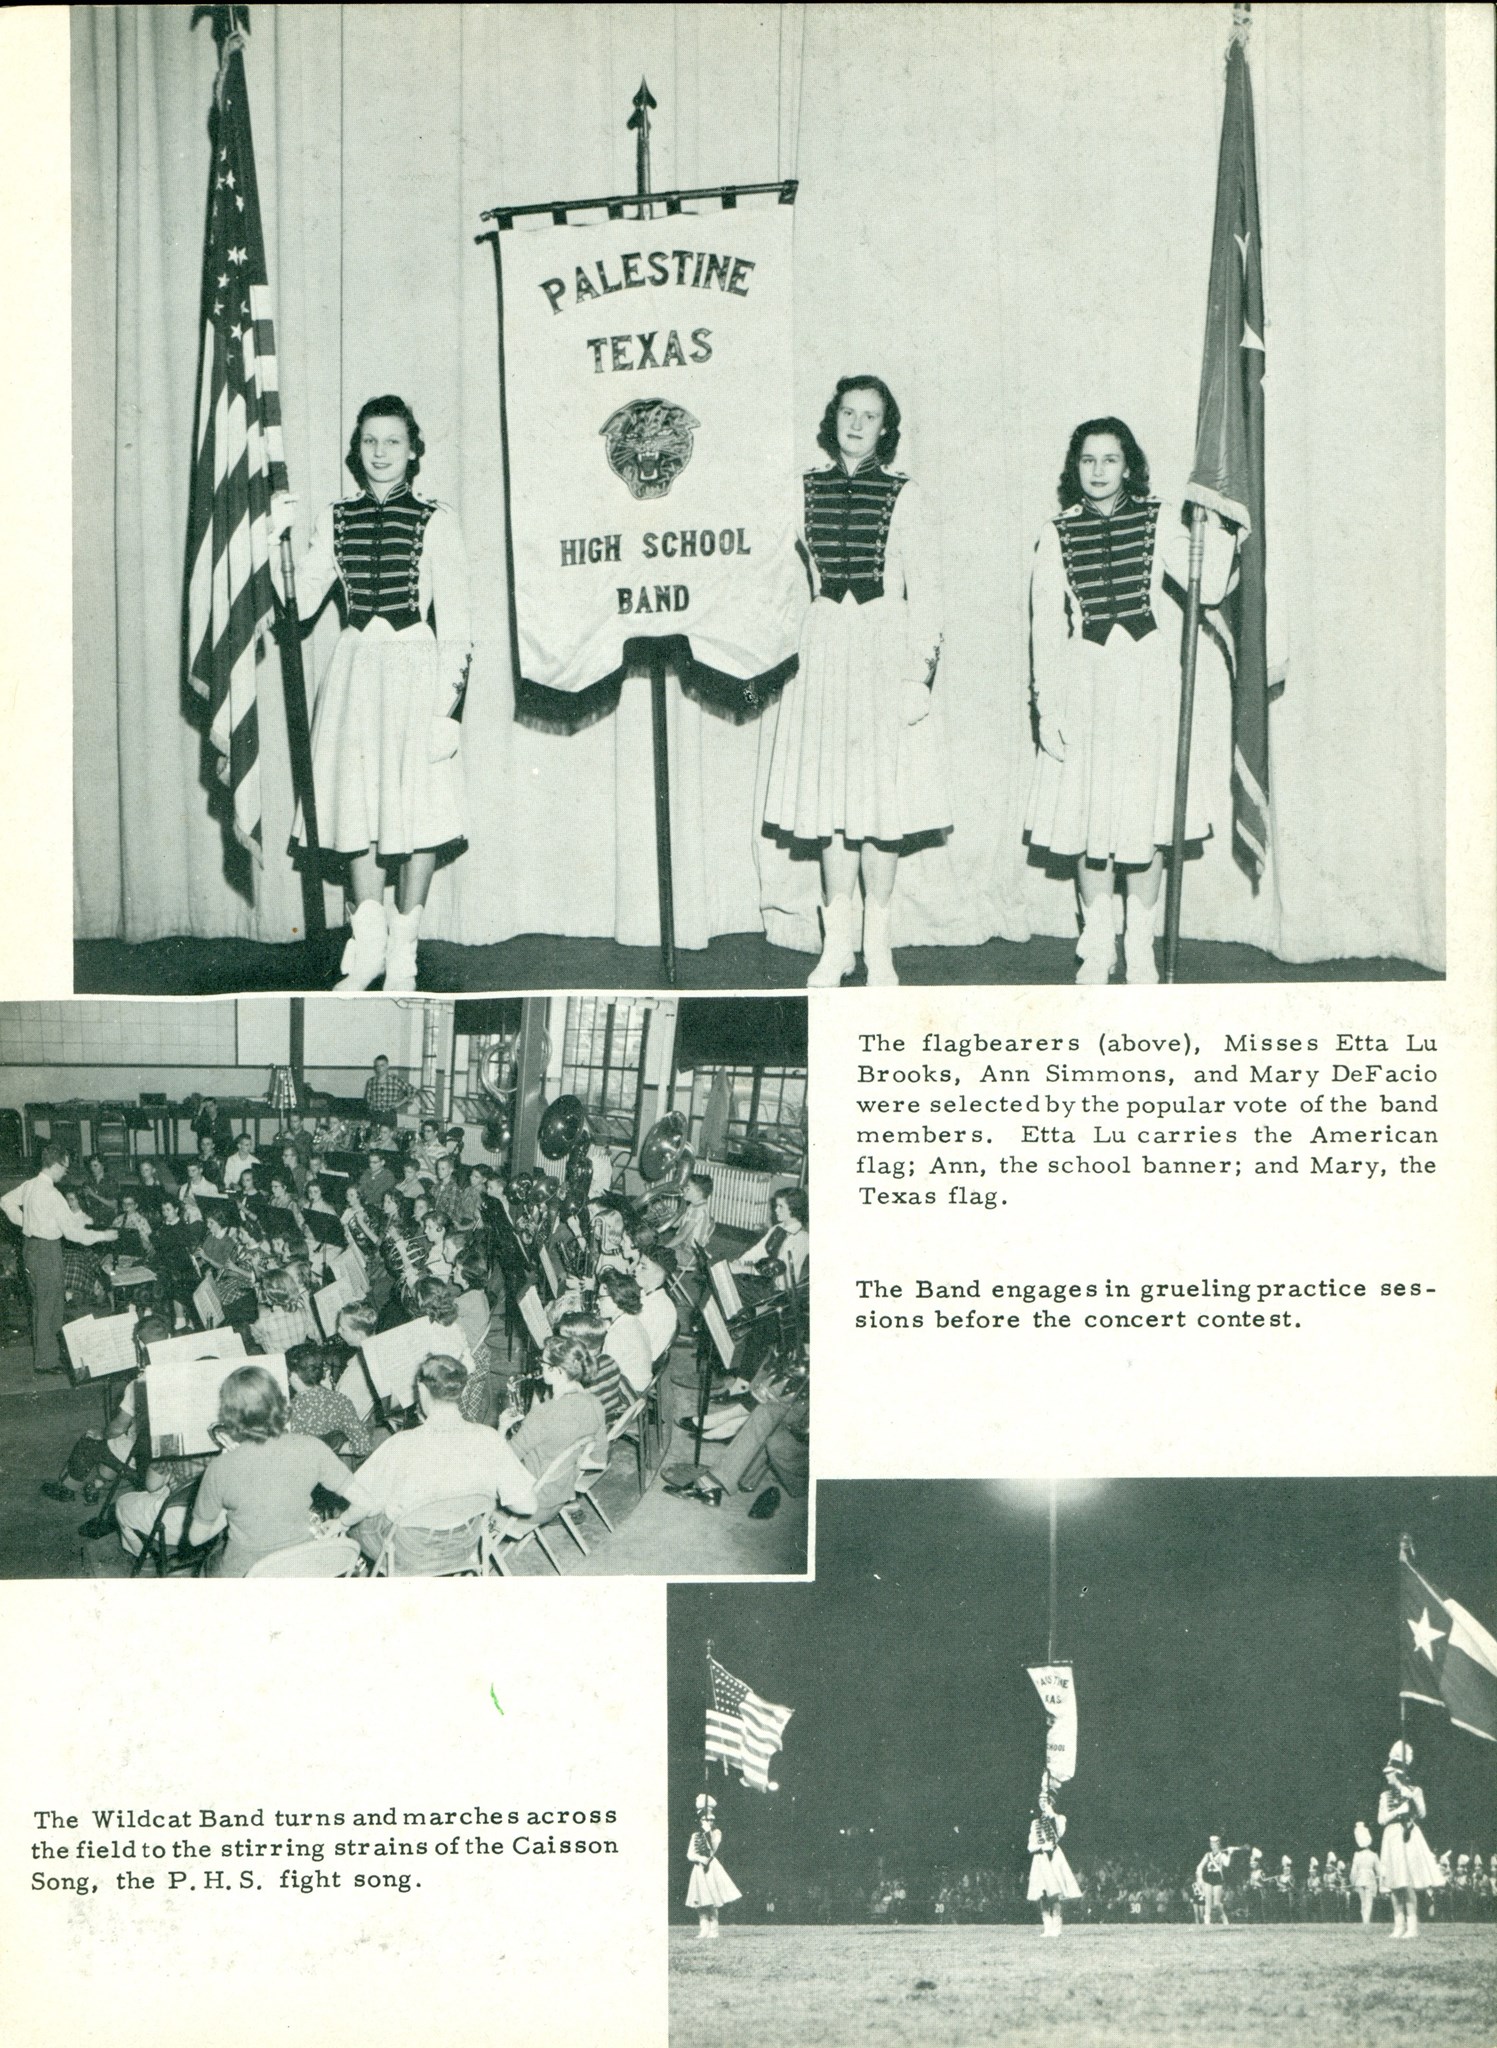 PALESTINE
TEXAS
HIGH SCHOOL
BAND
The flagbearers (above), Misses Etta Lu
Brooks, Ann Simmons, and Mary DeFacio
were selected by the popular vote of the band
members. Etta Lu carries the American
flag; Ann, the school banner; and Mary, the
Texas flag.
The Band engages in grueling practice ses-
sions before the concert contest.
The Wildcat Band turns and marches across
the field to the stirring strains of the Caisson
Song, the P. H. S. fight song.
20
30